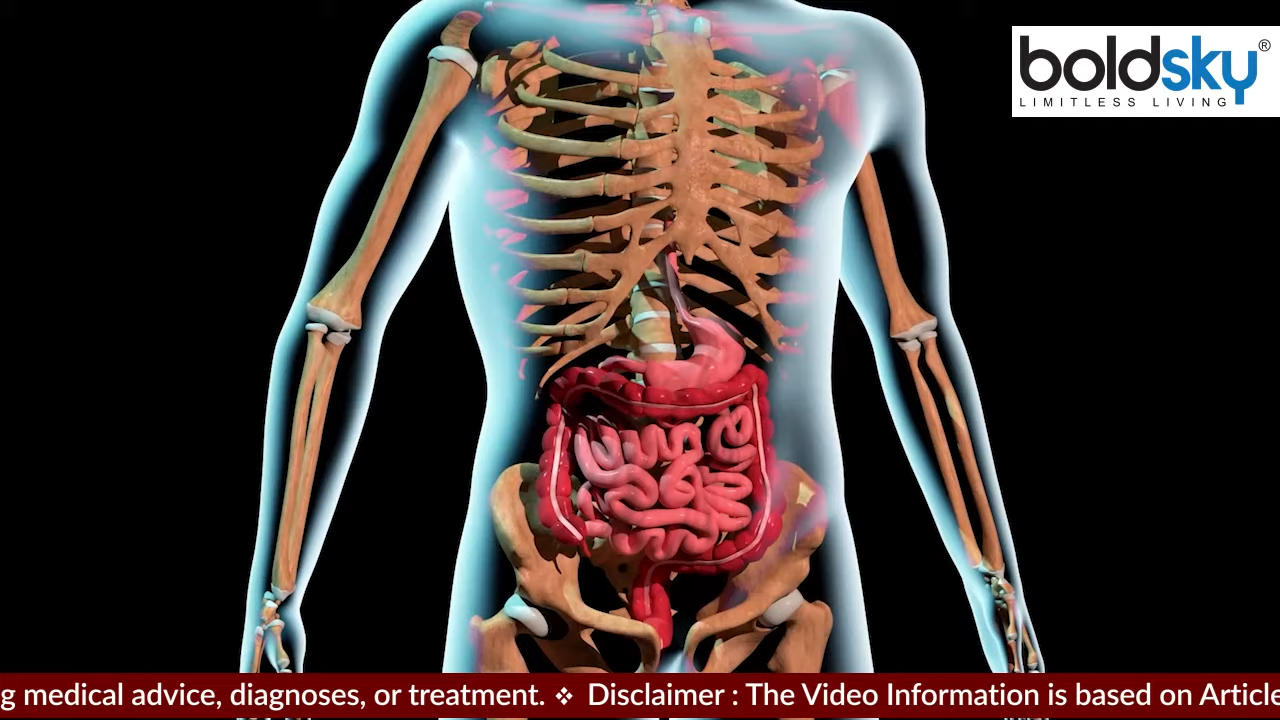 boldsky®
LIMITLESS LIVING
g medical advice, diagnoses, or treatment. ❖ Disclaimer : The Video Information is based on Article